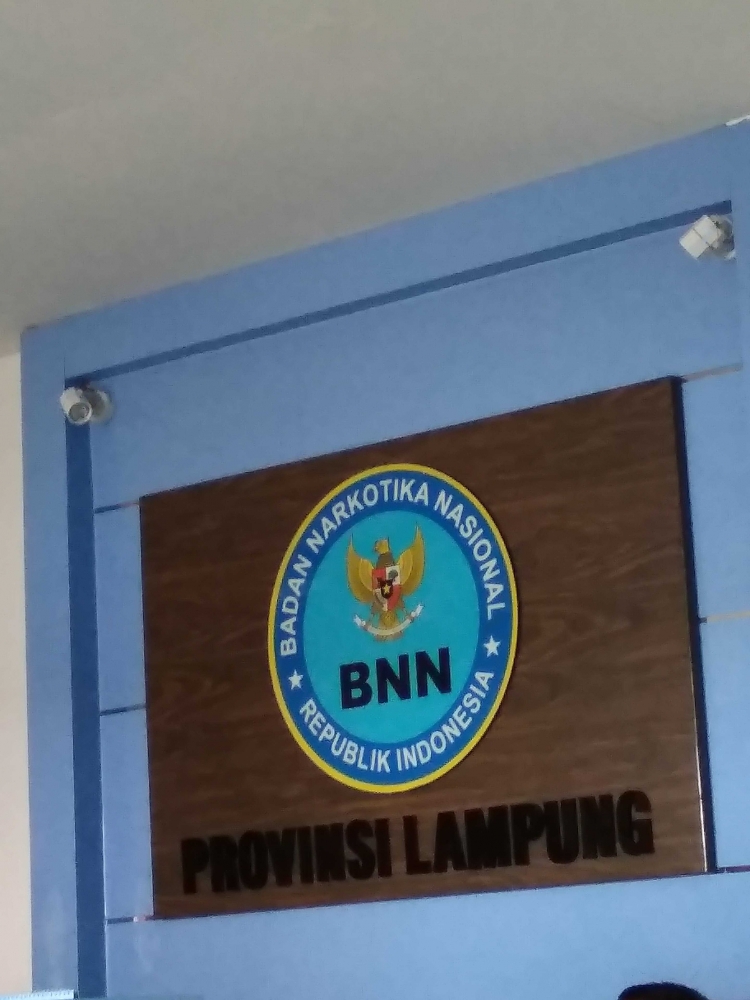 BADAN NARKOTIKA NASIONAL
BNN
REPUBLIK INDONESIA
PROVINSI LAMPUNG